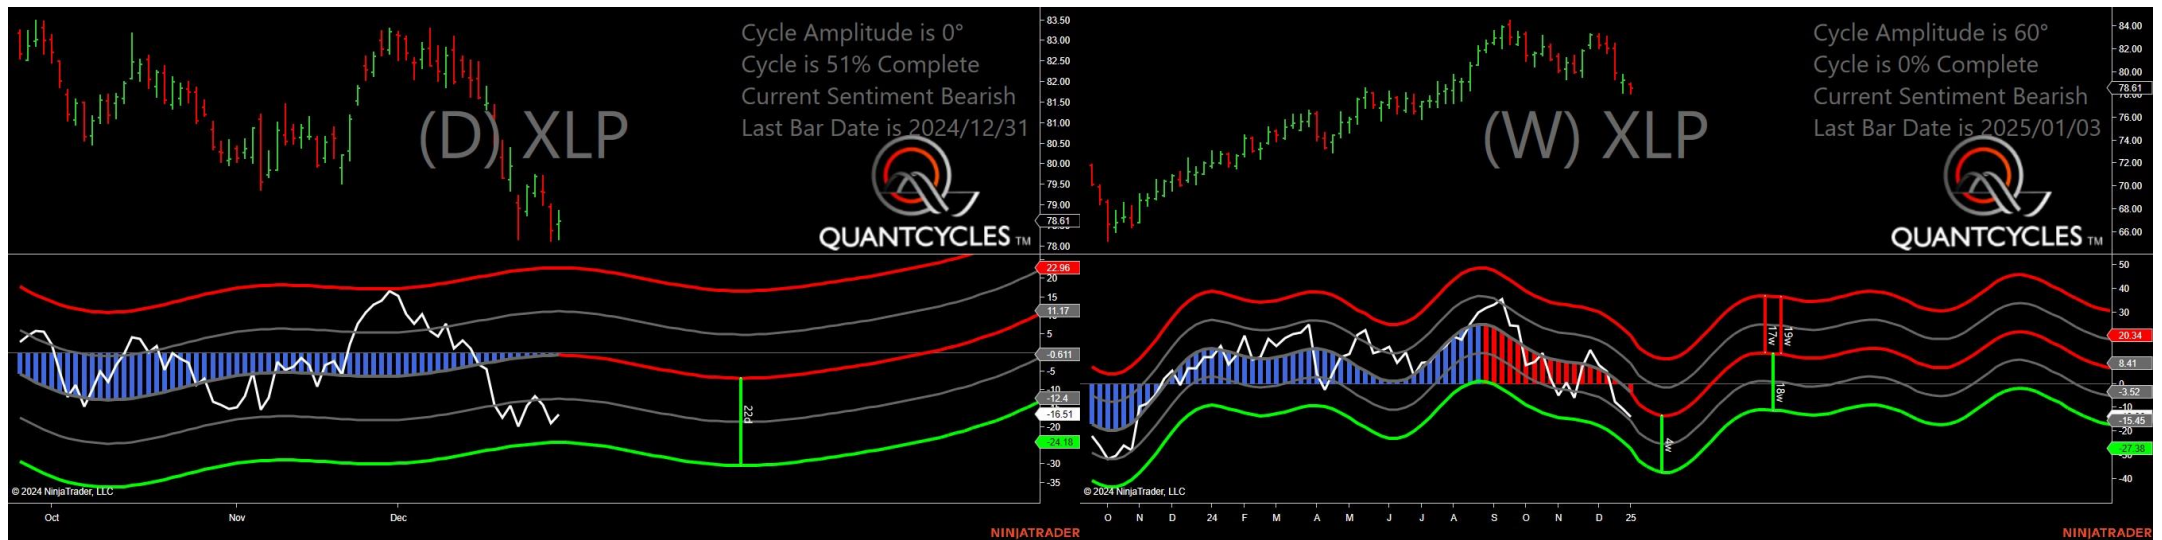 Cycle Amplitude is 0°
Cycle is 51% Complete
Current Sentiment Bearish
Last Bar Date is 2024/12/31
(D) XLP
QUANTCYCLES TM
83.50
83.00
82.50
82.00
81.50
81.00
80.50
80.00
79.50
79.00
78.61
78.00
22.96
20
15
11.17
5
-0.611
-5
-10
-12.4
-16.51
-20
-24.18
-30
-35
22d
© 2024 NinjaTrader, LLC
Oct Nov Dec
NINJATRADER
Cycle Amplitude is 60°
Cycle is 0% Complete
Current Sentiment Bearish
Last Bar Date is 2025/01/03
(W) XLP
QUANTCYCLES TM
84.00
82.00
80.00
78.61
76.00
74.00
72.00
70.00
68.00
66.00
50
40
30
20.34
8.41
0
-3.52
-10
-15.45
-20
-27.38
-40
17w
19w
18w
4w
© 2024 NinjaTrader, LLC
O N D 24 F M A M J J A S O N D 25
NINJATRADER